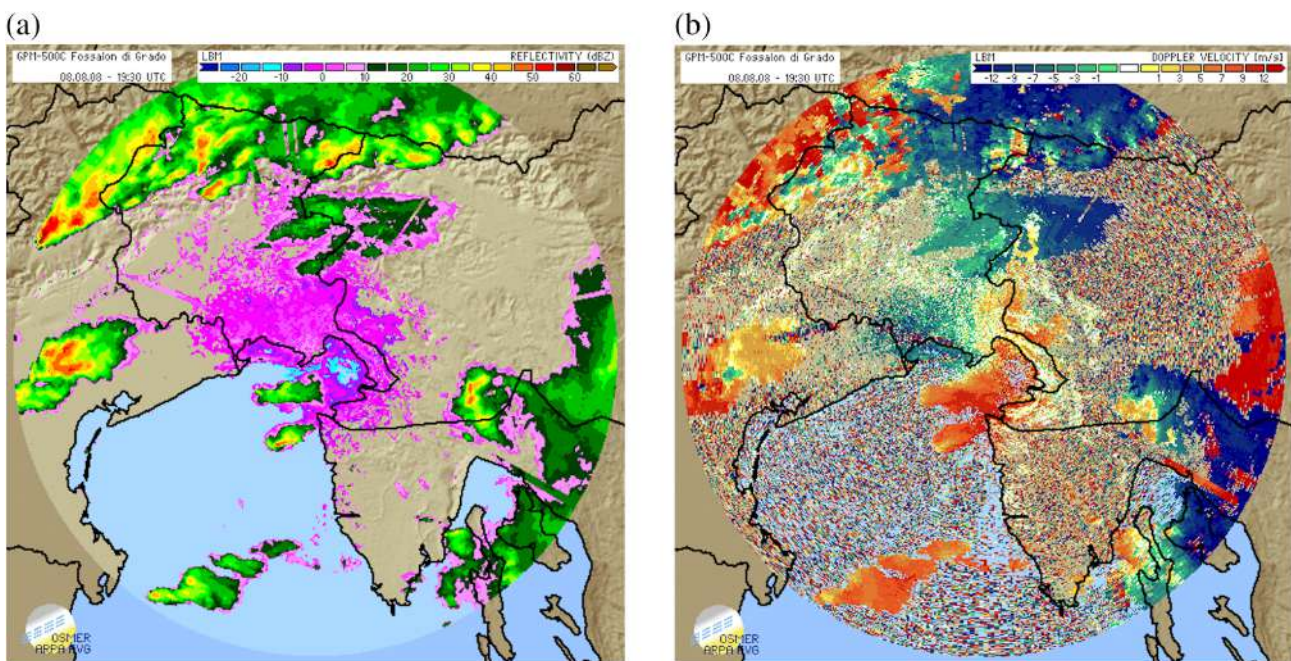 (a)
GPM-500C Fossalon di Grado
08.08.08 - 19:30 UTC
LBM REFLECTIVITY (dBZ)
-20 -10 0 10 20 30 40 50 60
OSMER
ARPA FVG
(b)
GPM-500C Fossalon di Grado
08.08.08 - 19:30 UTC
LBM DOPPLER VELOCITY [m/s]
-12 -9 -7 -5 -3 -1 1 3 5 7 9 12
OSMER
ARPA FVG